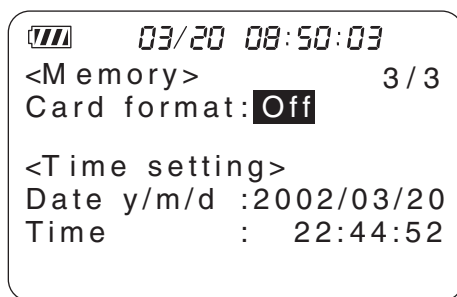 03/20 08:50:03
<Memory> 3/3
Card format: Off
<Time setting>
Date y/m/d :2002/03/20
Time : 22:44:52